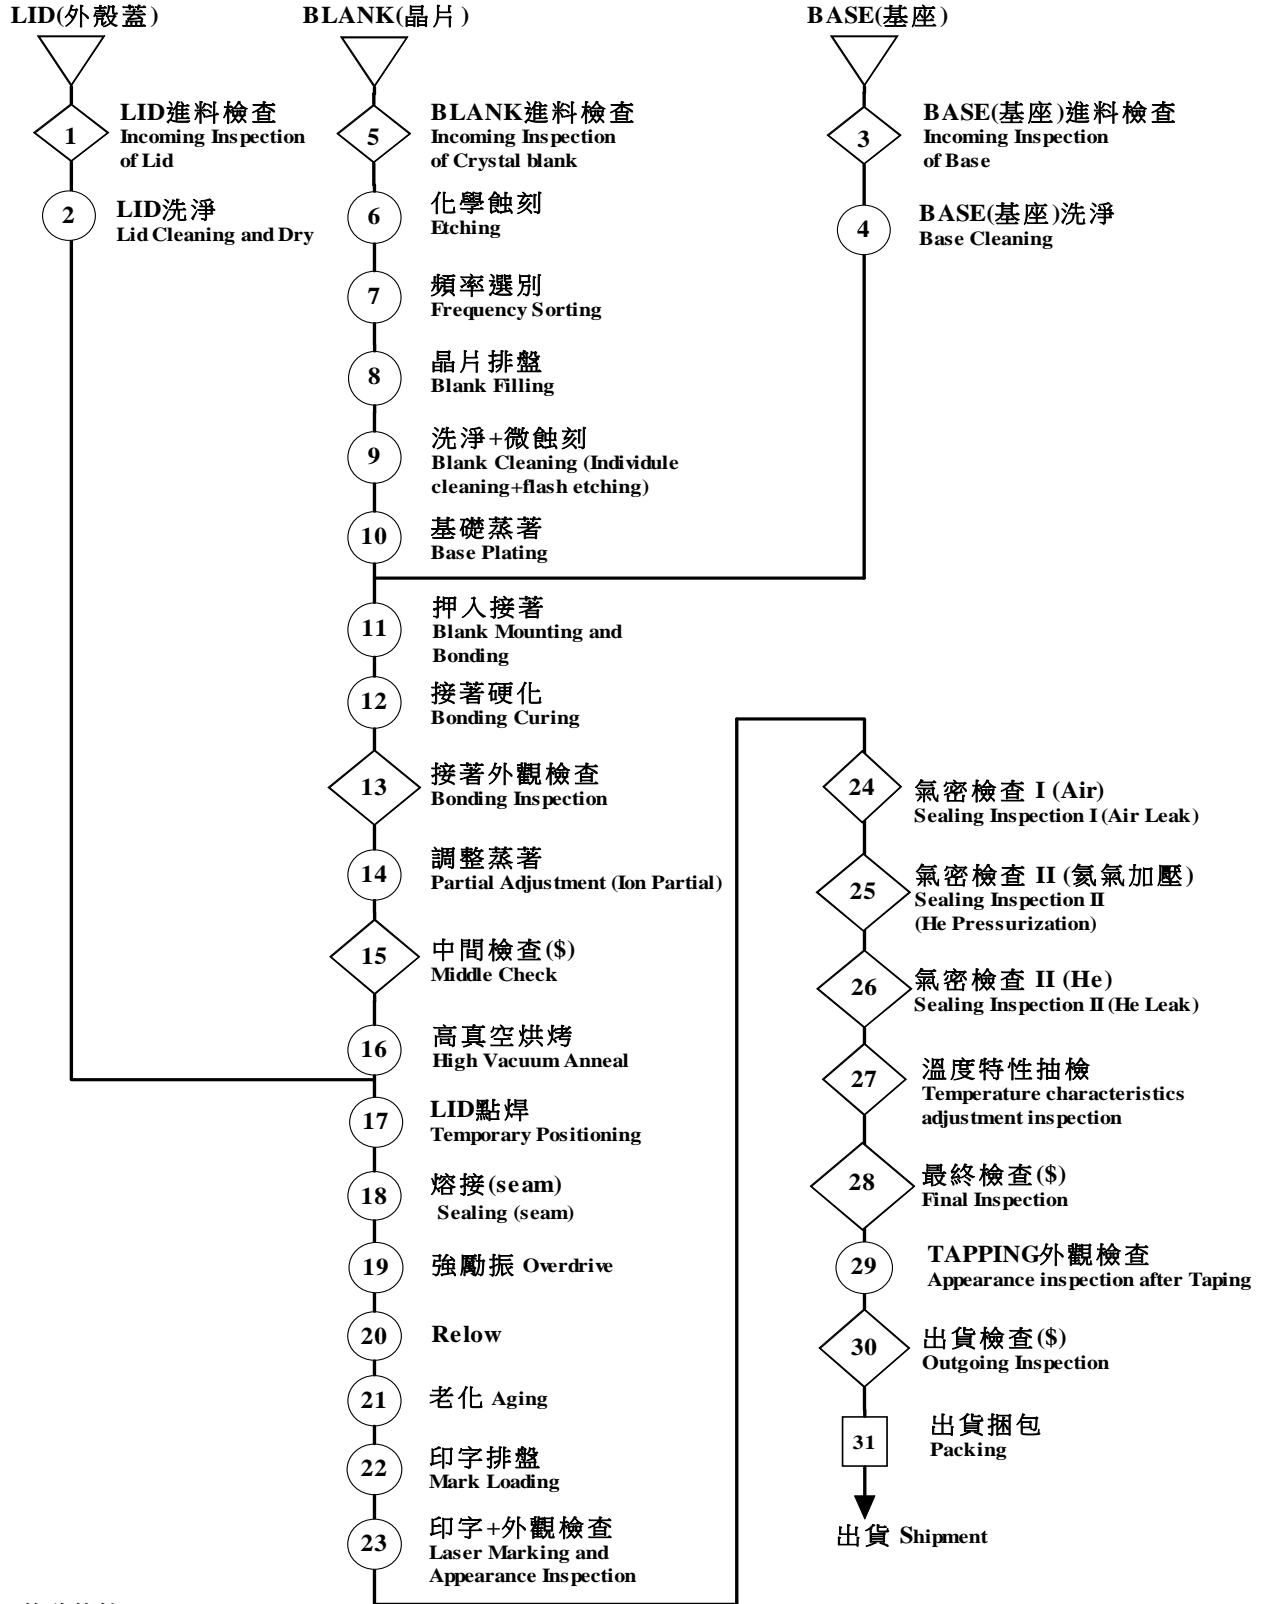 LID(外殼蓋)
1
LID進料檢查
Incoming Inspection
of Lid
2
LID洗淨
Lid Cleaning and Dry
BLANK(晶片)
5
BLANK進料檢查
Incoming Inspection
of Crystal blank
6
化學蝕刻
Etching
7
頻率選別
Frequency Sorting
8
晶片排盤
Blank Filling
9
洗淨+微蝕刻
Blank Cleaning (Individule
cleaning+flash etching)
10
基礎蒸著
Base Plating
BASE(基座)
3
BASE(基座)進料檢查
Incoming Inspection
of Base
4
BASE(基座)洗淨
Base Cleaning
11
押入接著
Blank Mounting and
Bonding
12
接著硬化
Bonding Curing
13
接著外觀檢查
Bonding Inspection
14
調整蒸著
Partial Adjustment (Ion Partial)
15
中間檢查($)
Middle Check
16
高真空烘烤
High Vacuum Anneal
17
LID點焊
Temporary Positioning
18
熔接(seam)
Sealing (seam)
19
強勵振 Overdrive
20
Relow
21
老化 Aging
22
印字排盤
Mark Loading
23
印字+外觀檢查
Laser Marking and
Appearance Inspection
24
氣密檢查 I (Air)
Sealing Inspection I (Air Leak)
25
氣密檢查 II (氦氣加壓)
Sealing Inspection II
(He Pressurization)
26
氣密檢查 II (He)
Sealing Inspection II (He Leak)
27
溫度特性抽檢
Temperature characteristics
adjustment inspection
28
最終檢查($)
Final Inspection
29
TAPPING外觀檢查
Appearance inspection after Taping
30
出貨檢查($)
Outgoing Inspection
31
出貨捆包
Packing
出貨 Shipment